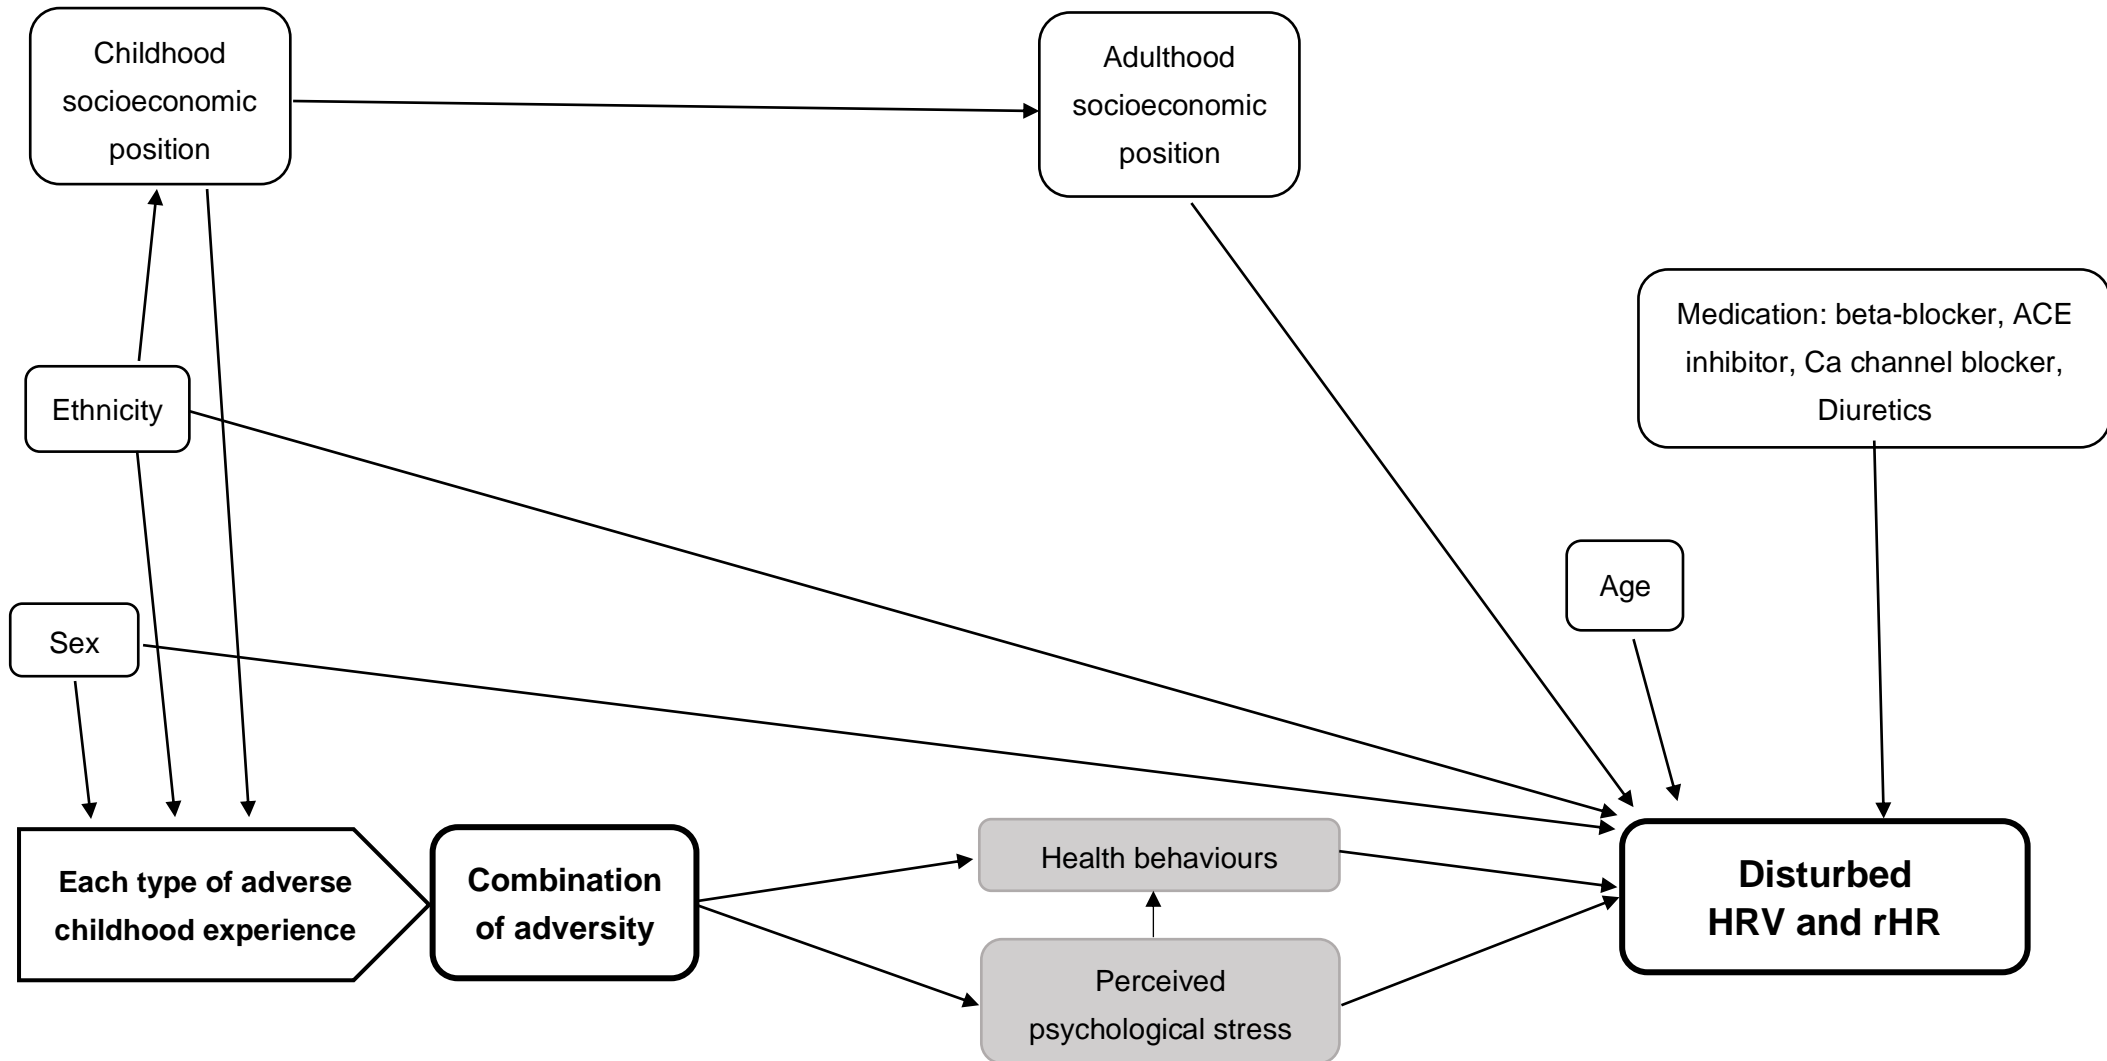 Childhood
socioeconomic
position
Adulthood
socioeconomic
position
Medication: beta-blocker, ACE
inhibitor, Ca channel blocker,
Diuretics
Ethnicity
Age
Sex
Each type of adverse
childhood experience
Combination
of adversity
Health behaviours
Perceived
psychological stress
Disturbed
HRV and rHR